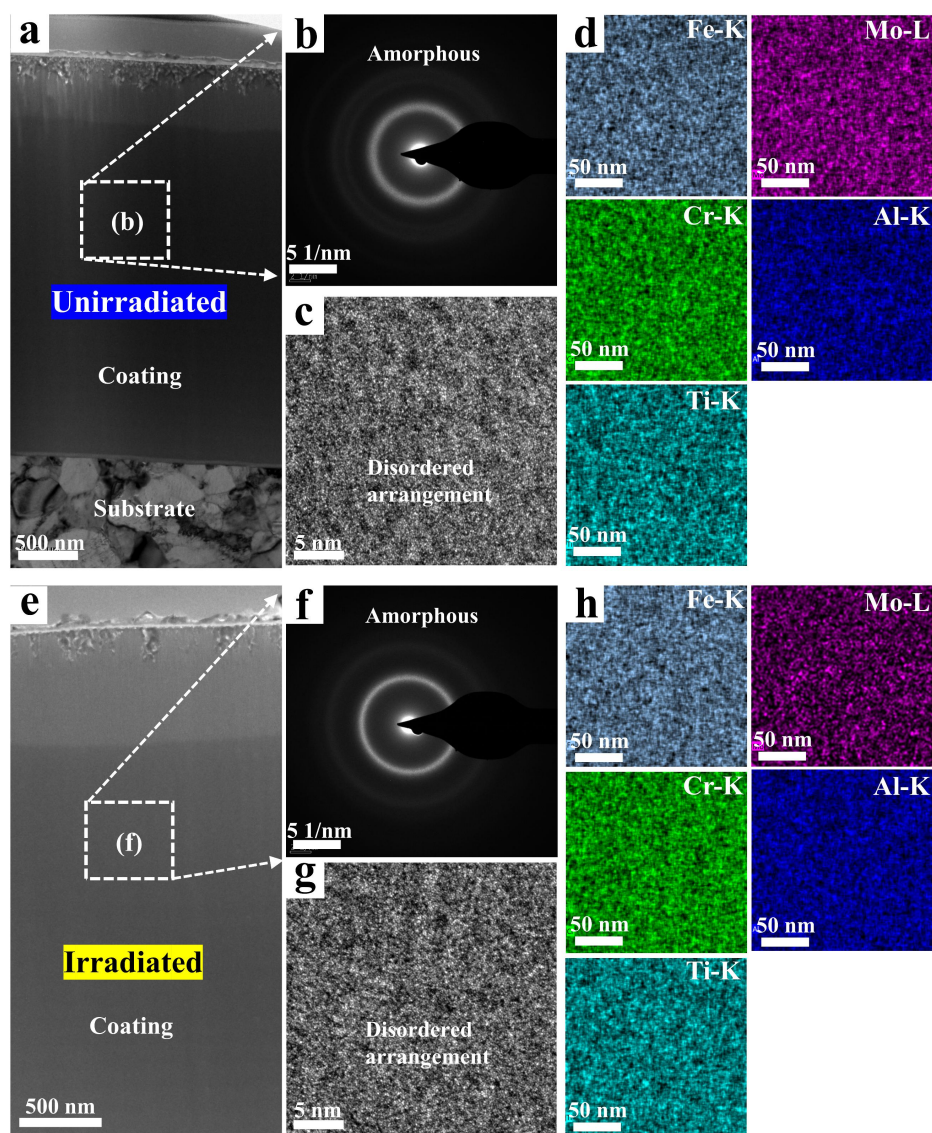 a
(b)
Unirradiated
Coating
Substrate
500 nm
b
Amorphous
5 1/nm
c
Disordered
arrangement
5 nm
d
Fe-K
50 nm
Mo-L
50 nm
Cr-K
50 nm
Al-K
50 nm
Ti-K
50 nm
e
(f)
Irradiated
Coating
500 nm
f
Amorphous
5 1/nm
g
Disordered
arrangement
5 nm
h
Fe-K
50 nm
Mo-L
50 nm
Cr-K
50 nm
Al-K
50 nm
Ti-K
50 nm